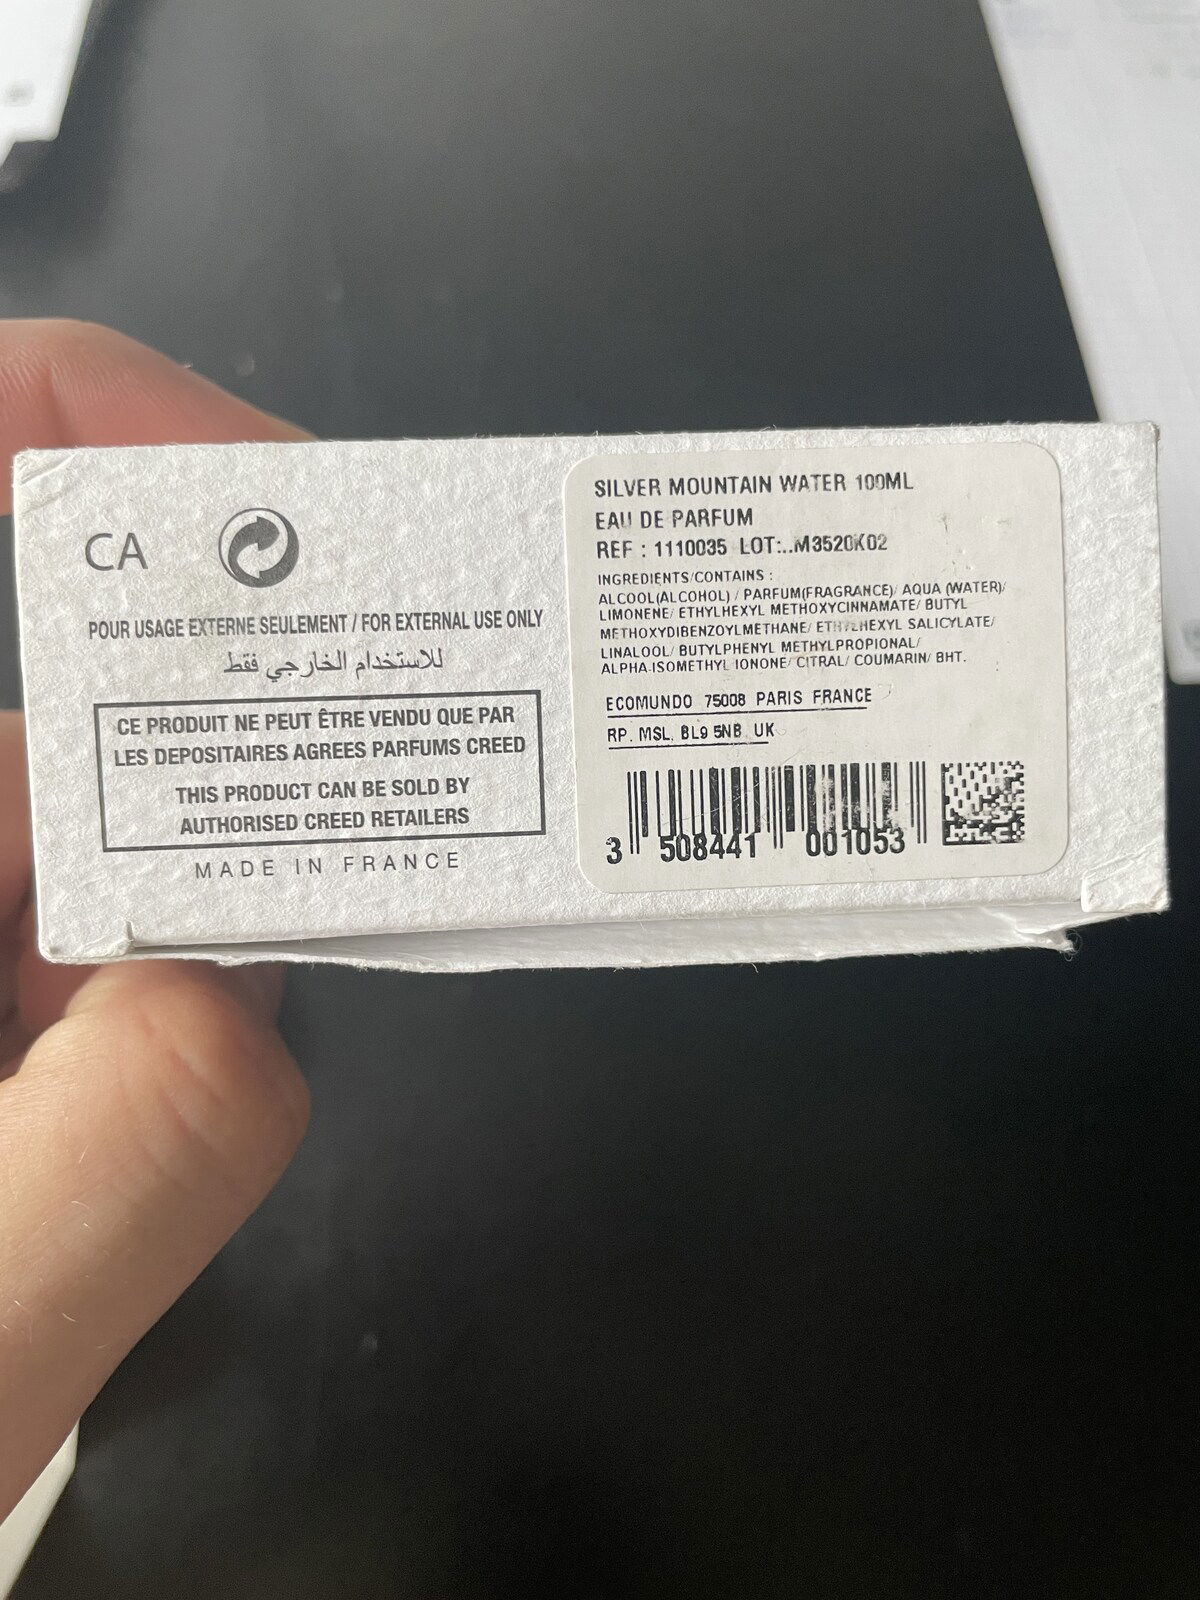 CA
POUR USAGE EXTERNE SEULEMENT / FOR EXTERNAL USE ONLY
للاستخدام الخارجي فقط
CE PRODUIT NE PEUT ÊTRE VENDU QUE PAR
LES DEPOSITAIRES AGREES PARFUMS CREED
THIS PRODUCT CAN BE SOLD BY
AUTHORISED CREED RETAILERS
MADE IN FRANCE
SILVER MOUNTAIN WATER 100ML
EAU DE PARFUM
REF : 1110035 LOT:..M3520K02
INGREDIENTS/CONTAINS :
ALCOOL(ALCOHOL) / PARFUM(FRAGRANCE)/ AQUA (WATER)/
LIMONENE/ ETHYLHEXYL METHOXYCINNAMATE/ BUTYL
METHOXYDIBENZOYLMETHANE/ ETHYLHEXYL SALICYLATE/
LINALOOL/ BUTYLPHENYL METHYLPROPIONAL/
ALPHA.ISOMETHYL IONONE/ CITRAL/ COUMARIN/ BHT.
ECOMUNDO 75008 PARIS FRANCE
RP. MSL. BL9 5NB. UK
3 508441 001053